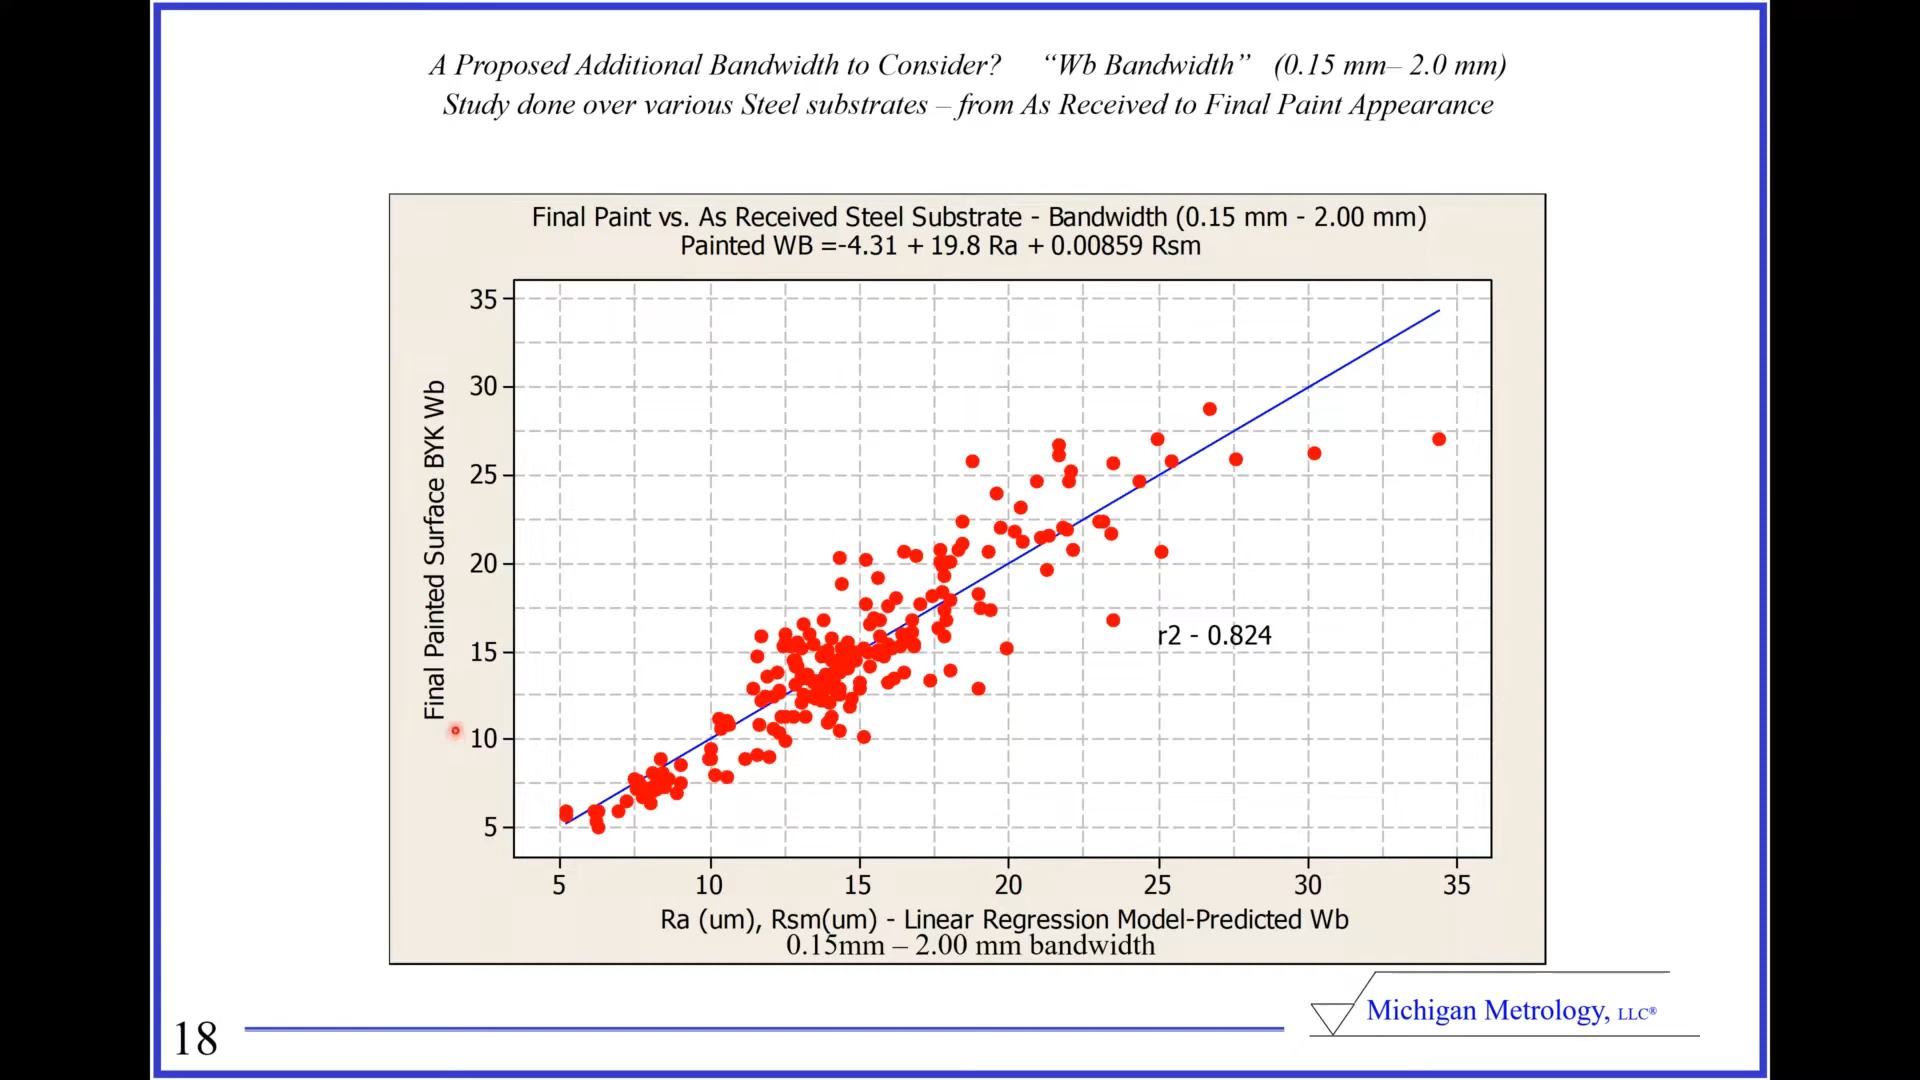 A Proposed Additional Bandwidth to Consider? “Wb Bandwidth” (0.15 mm– 2.0 mm)
Study done over various Steel substrates – from As Received to Final Paint Appearance
Final Paint vs. As Received Steel Substrate - Bandwidth (0.15 mm - 2.00 mm)
Painted WB =-4.31 + 19.8 Ra + 0.00859 Rsm
Final Painted Surface BYK Wb
35
30
25
20
15
10
5
r2 - 0.824
5 10 15 20 25 30 35
Ra (um), Rsm(um) - Linear Regression Model-Predicted Wb
0.15mm – 2.00 mm bandwidth
Michigan Metrology, LLC®
18